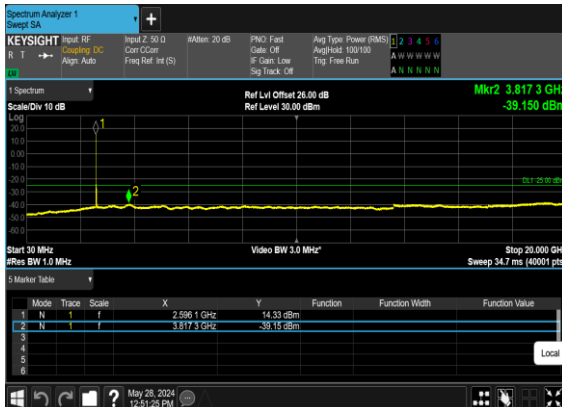 Spectrum Analyzer 1
Swept SA
KEYSIGHT Input: RF Input Z: 50 Ω #Atten: 20 dB PNO: Fast Avg Type: Power (RMS) 1 2 3 4 5 6
R T Coupling: DC Corr CCorr Gate: Off Avg|Hold: 100/100 A W W W W W
Align: Auto Freq Ref: Int (S) IF Gain: Low Trig: Free Run
Sig Track: Off A N N N N N
1 Spectrum Ref Lvl Offset 26.00 dB Mkr2 3.817 3 GHz
Scale/Div 10 dB Ref Level 30.00 dBm -39.150 dBm
Log
20.0
10.0
0.00
-10.0
-20.0
-30.0
-40.0
-50.0
-60.0
1
2
DL1 -25.00 dBm
Start 30 MHz Video BW 3.0 MHz* Stop 20.000 GHz
#Res BW 1.0 MHz Sweep 34.7 ms (40001 pts)
5 Marker Table
Mode Trace Scale X Y Function Function Width Function Value
1 N 1 f 2.596 1 GHz 14.33 dBm
2 N 1 f 3.817 3 GHz -39.15 dBm
3
4
5
6
Local
May 28, 2024
12:51:25 PM